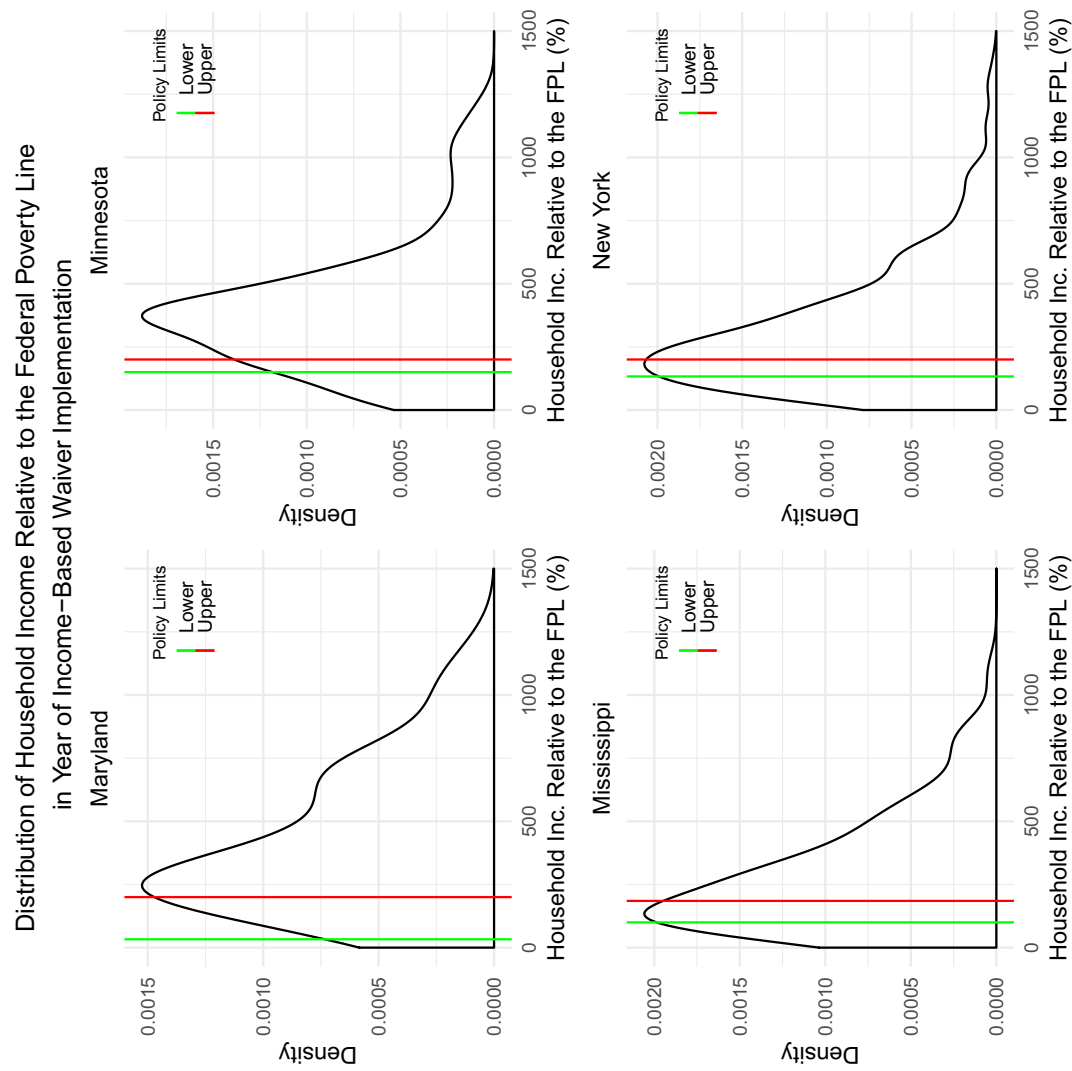 Distribution of Household Income Relative to the Federal Poverty Line
in Year of Income−Based Waiver Implementation
Maryland
0.0015
0.0010
0.0005
0.0000
Density
0
500
1000
1500
Household Inc. Relative to the FPL (%)
Policy Limits
Lower
Upper
Minnesota
0.0015
0.0010
0.0005
0.0000
Density
0
500
1000
1500
Household Inc. Relative to the FPL (%)
Policy Limits
Lower
Upper
Mississippi
0.0020
0.0015
0.0010
0.0005
0.0000
Density
0
500
1000
1500
Household Inc. Relative to the FPL (%)
Policy Limits
Lower
Upper
New York
0.0020
0.0015
0.0010
0.0005
0.0000
Density
0
500
1000
1500
Household Inc. Relative to the FPL (%)
Policy Limits
Lower
Upper